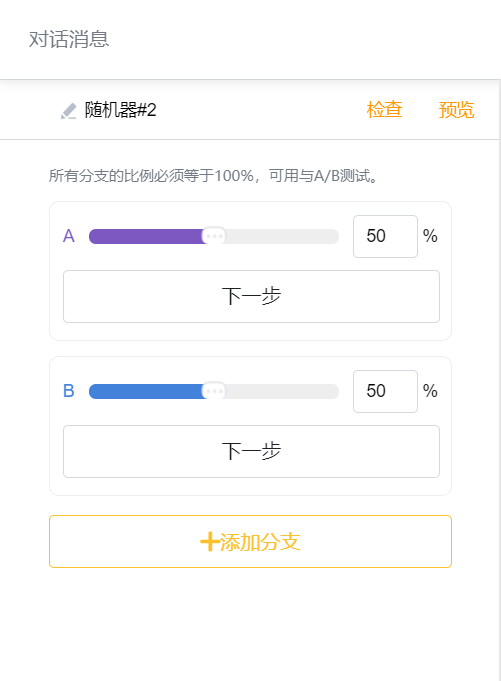 对话消息
随机器#2 检查 预览
所有分支的比例必须等于100%，可用与A/B测试。
A 50 %
下一步
B 50 %
下一步
添加分支